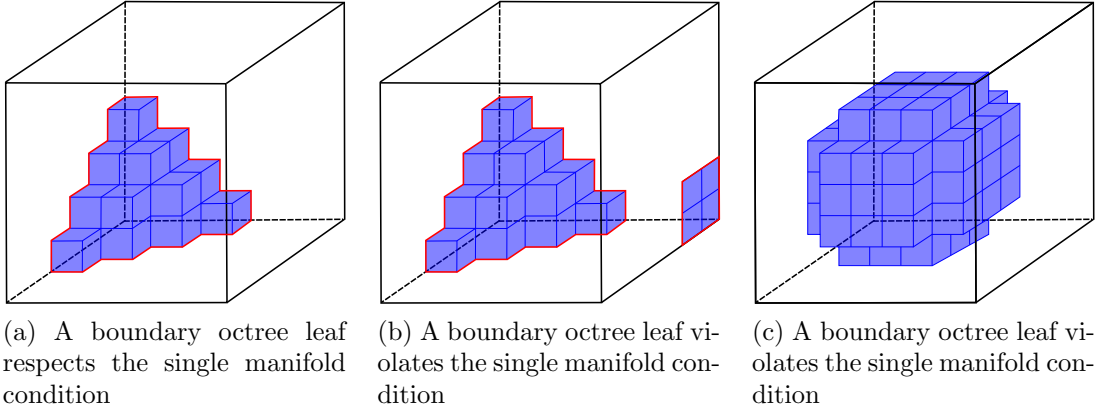 (a) A boundary octree leaf
respects the single manifold
condition
(b) A boundary octree leaf vi-
olates the single manifold con-
dition
(c) A boundary octree leaf vi-
olates the single manifold con-
dition